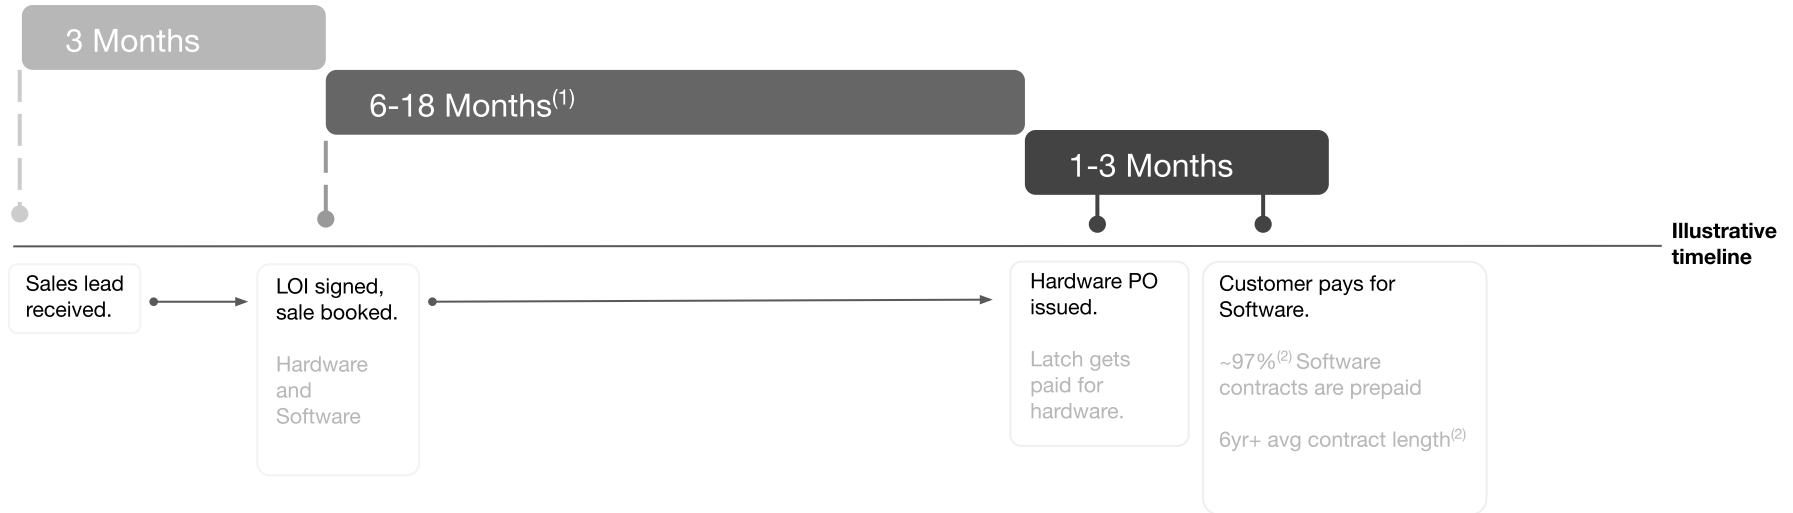 3 Months
6-18 Months(1)
1-3 Months
Illustrative
timeline
Sales lead
received.
LOI signed,
sale booked.
Hardware
and
Software
Hardware PO
issued.
Latch gets
paid for
hardware.
Customer pays for
Software.
~97%(2) Software
contracts are prepaid
6yr+ avg contract length(2)